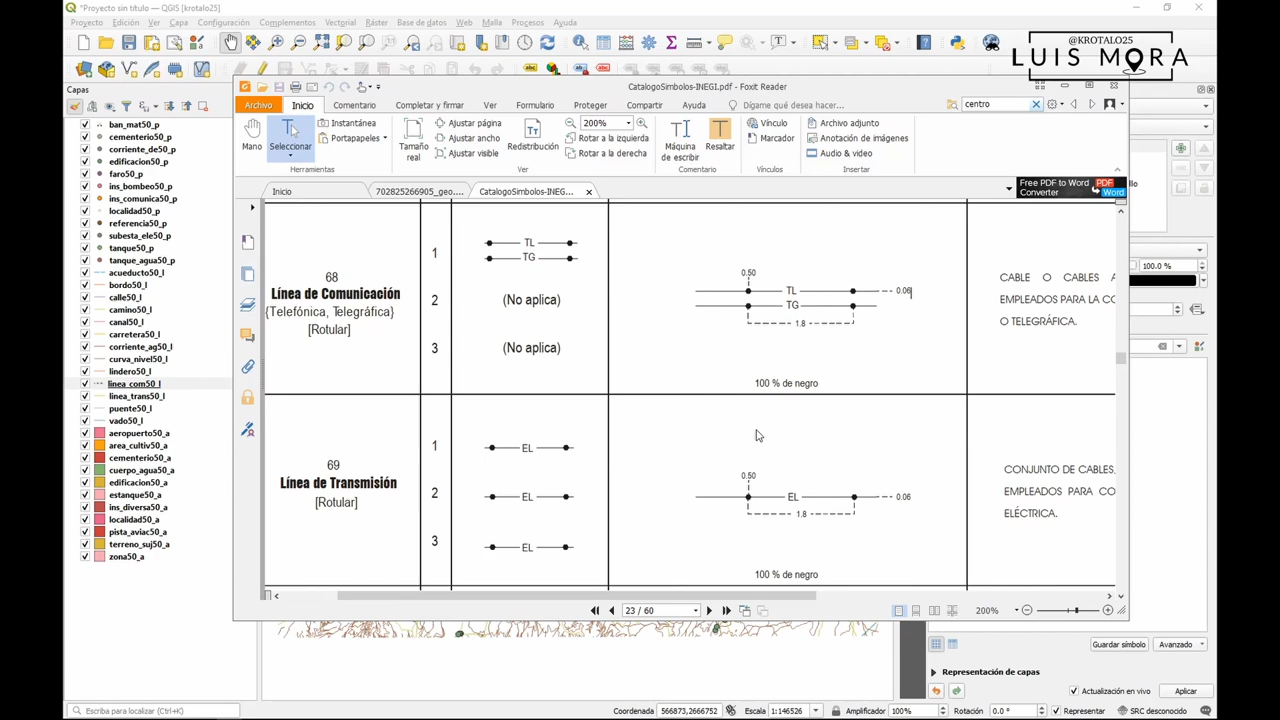 *Proyecto sin título — QGIS [krotalo25]
Proyecto Edición Ver Capa Configuración Complementos Vectorial Ráster Base de datos Web Malla Procesos Ayuda
@KROTALO25
LUIS MORA
Capas
ban_mat50_p
cementerio50_p
corriente_de50_p
edificacion50_p
faro50_p
ins_bombeo50_p
ins_comunica50_p
localidad50_p
referencia50_p
subesta_ele50_p
tanque50_p
tanque_agua50_p
acueducto50_l
bordo50_l
calle50_l
camino50_l
canal50_l
carretera50_l
corriente_ag50_l
curva_nivel50_l
lindero50_l
linea_com50_l
linea_trans50_l
puente50_l
vado50_l
aeropuerto50_a
area_cultiv50_a
cementerio50_a
cuerpo_agua50_a
edificacion50_a
estanque50_a
ins_diversa50_a
localidad50_a
pista_aviac50_a
terreno_suj50_a
zona50_a
CatalogoSimbolos-INEGI.pdf - Foxit Reader
Archivo Inicio Comentario Completar y firmar Ver Formulario Proteger Compartir Ayuda Dígame qué desea hacer... centro
Mano
Seleccionar
Instantánea
Portapapeles
Herramientas
Tamaño real
Ajustar página
Ajustar ancho
Ajustar visible
Redistribución
200%
Rotar a la izquierda
Rotar a la derecha
Ver
Máquina de escribir
Resaltar
Comentario
Vínculo
Marcador
Vínculos
Archivo adjunto
Anotación de imágenes
Audio & video
Insertar
Inicio 702825266905_geo.... CatalogoSimbolos-INEG...
Free PDF to Word Converter
PDF
Word
68
Línea de Comunicación
{Telefónica, Telegráfica}
[Rotular]
1
TL
TG
2
(No aplica)
3
(No aplica)
0.50
TL
0.06
TG
1.8
100 % de negro
CABLE O CABLES
EMPLEADOS PARA LA
O TELEGRÁFICA.
69
Línea de Transmisión
[Rotular]
1
EL
2
EL
3
EL
0.50
EL
0.06
1.8
100 % de negro
CONJUNTO DE CABLES,
EMPLEADOS PARA
ELÉCTRICA.
23 / 60
200%
100.0 %
Guardar símbolo Avanzado
Representación de capas
Actualización en vivo Aplicar
Escriba para localizar (Ctrl+K) Coordenada 566873,2666752 Escala 1:146526 Amplificador 100% Rotación 0.0 ° Representar SRC desconocido